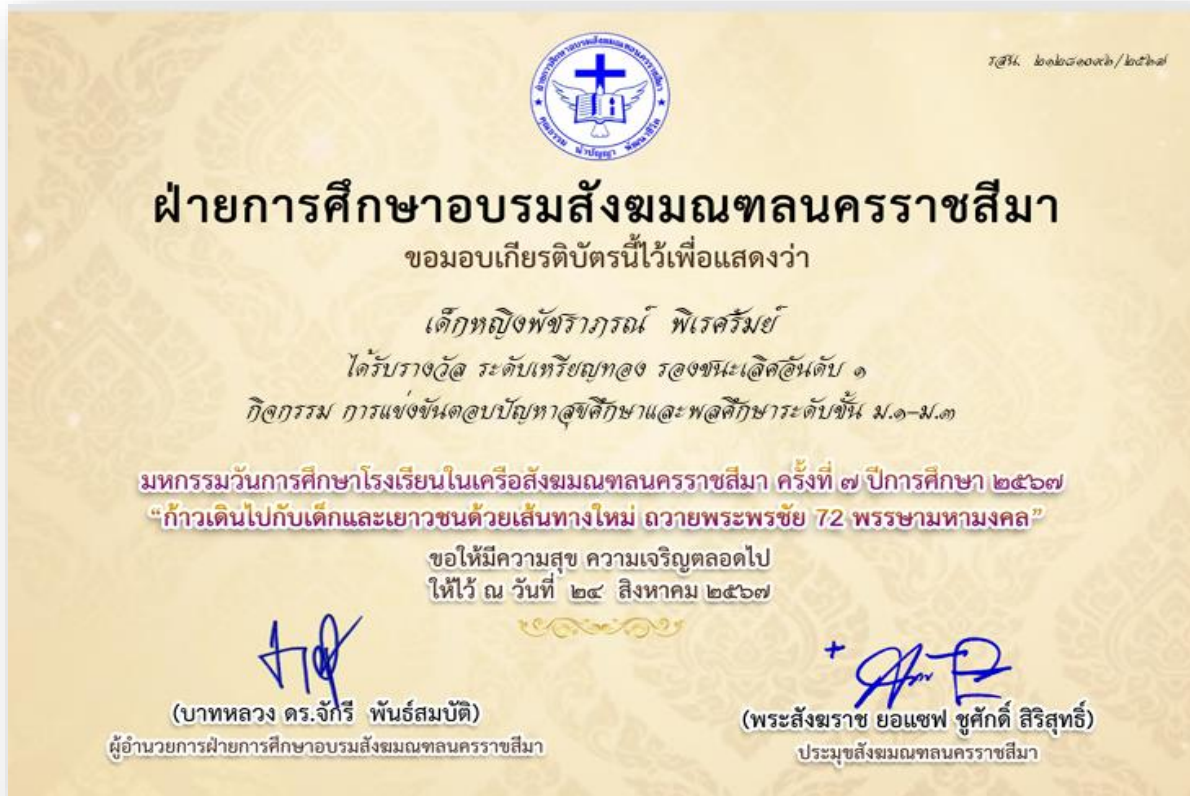 รสน. ๒๑๒๘๑๐๙๖/๒๕๖๗
คุณธรรม นำปัญญา พัฒนาชีวิต
ฝ่ายการศึกษาอบรมสังฆมณฑลนครราชสีมา
ขอมอบเกียรติบัตรนี้ไว้เพื่อแสดงว่า
เด็กหญิงพัชราภรณ์ พิเรศรัมย์
ได้รับรางวัล ระดับเหรียญทอง รองชนะเลิศอันดับ ๑
กิจกรรม การแข่งขันตอบปัญหาสุขศึกษาและพลศึกษาระดับชั้น ม.๑-ม.๓
มหกรรมวันการศึกษาโรงเรียนในเครือสังฆมณฑลนครราชสีมา ครั้งที่ ๗ ปีการศึกษา ๒๕๖๗
“ก้าวเดินไปกับเด็กและเยาวชนด้วยเส้นทางใหม่ ถวายพระพรชัย 72 พรรษามหามงคล”
ขอให้มีความสุข ความเจริญตลอดไป
ให้ไว้ ณ วันที่ ๒๔ สิงหาคม ๒๕๖๗
(บาทหลวง ดร.จักรี พันธ์สมบัติ)
ผู้อำนวยการฝ่ายการศึกษาอบรมสังฆมณฑลนครราชสีมา
(พระสังฆราช ยอแซฟ ชูศักดิ์ สิริสุทธิ์)
ประมุขสังฆมณฑลนครราชสีมา